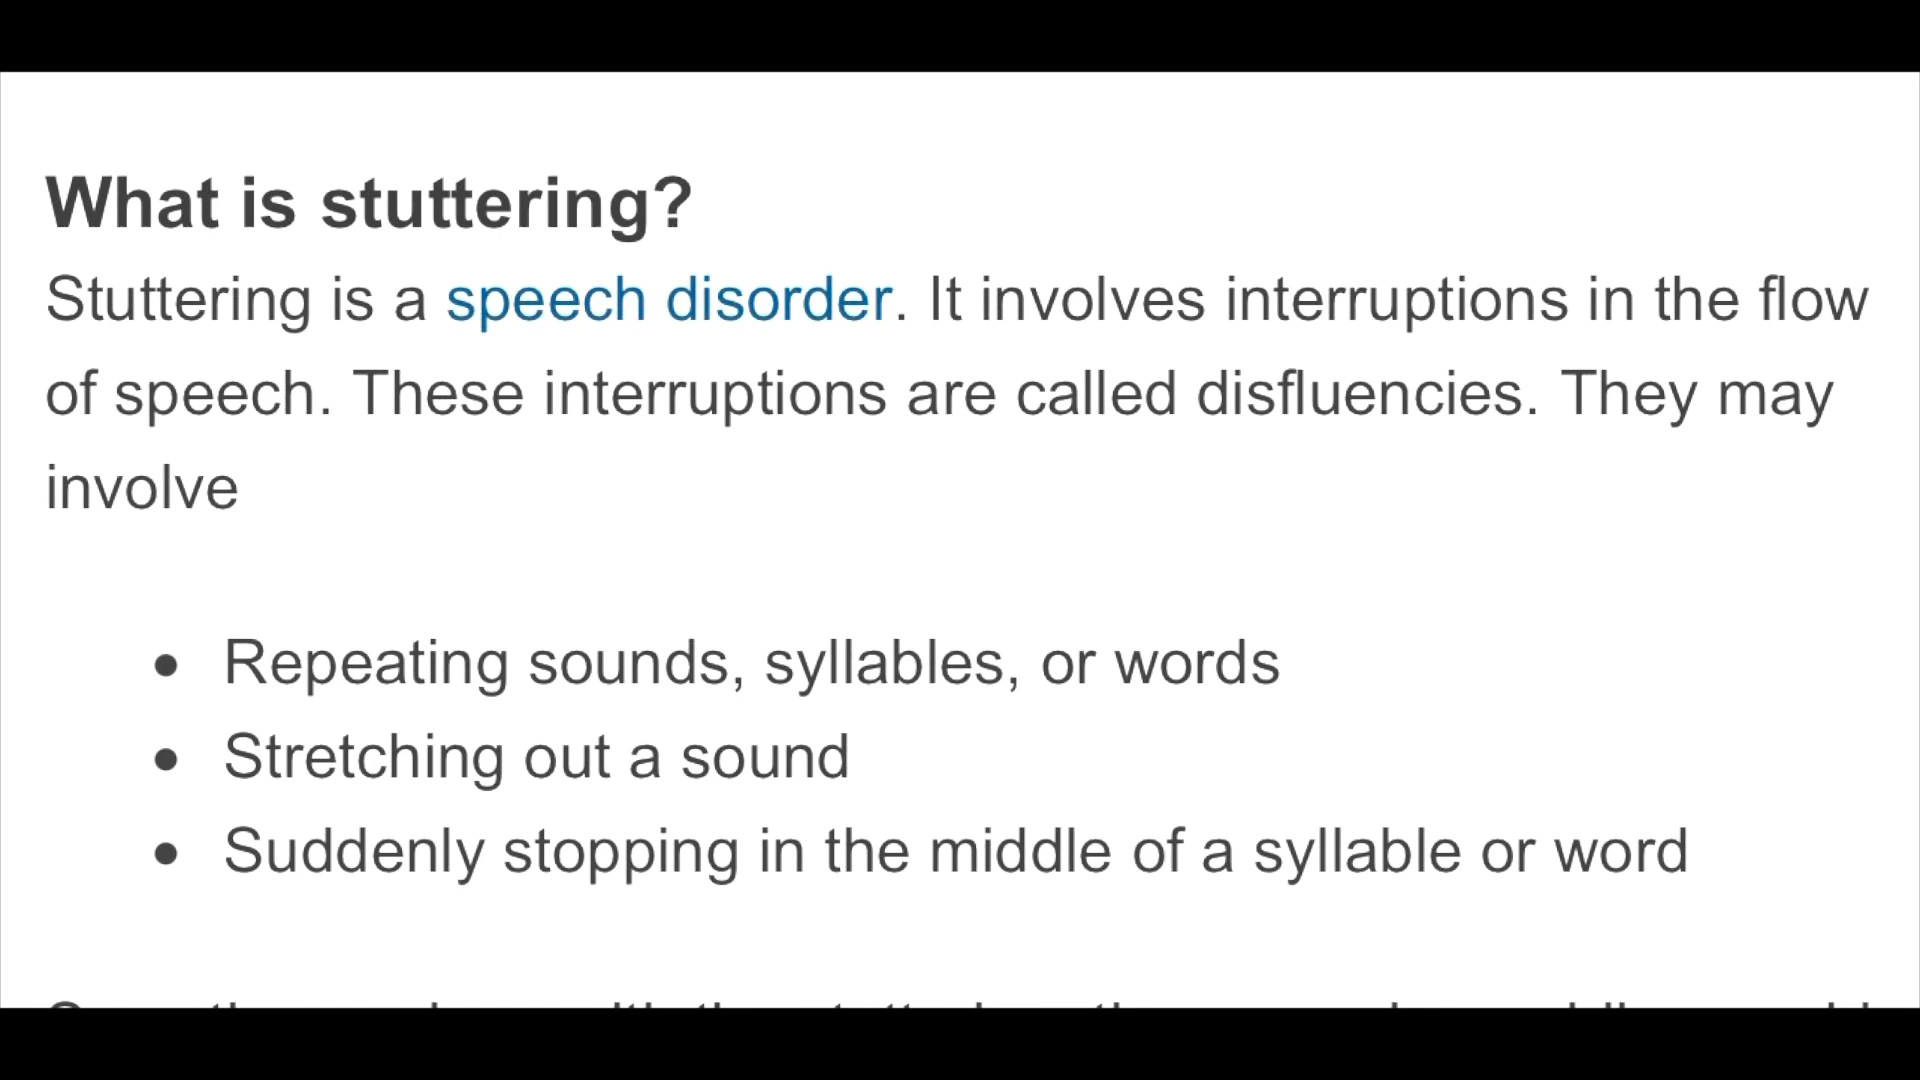 What is stuttering?
Stuttering is a speech disorder. It involves interruptions in the flow
of speech. These interruptions are called disfluencies. They may
involve
• Repeating sounds, syllables, or words
• Stretching out a sound
• Suddenly stopping in the middle of a syllable or word